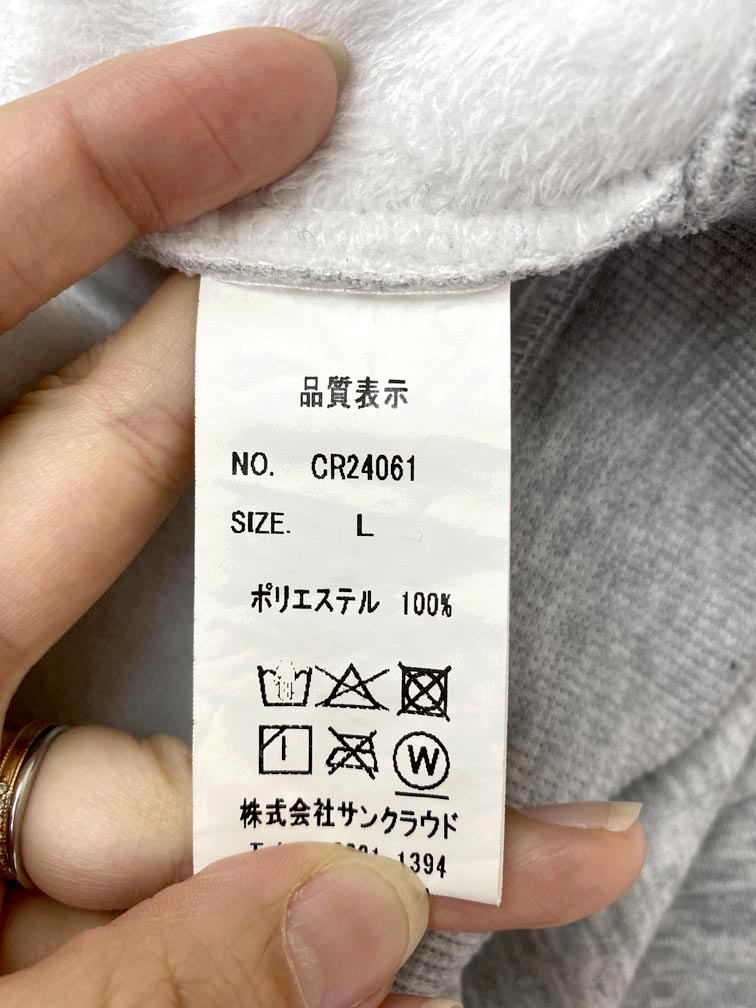 品質表示
NO. CR24061
SIZE. L
ポリエステル 100%
W
株式会社サンクラウド
1394